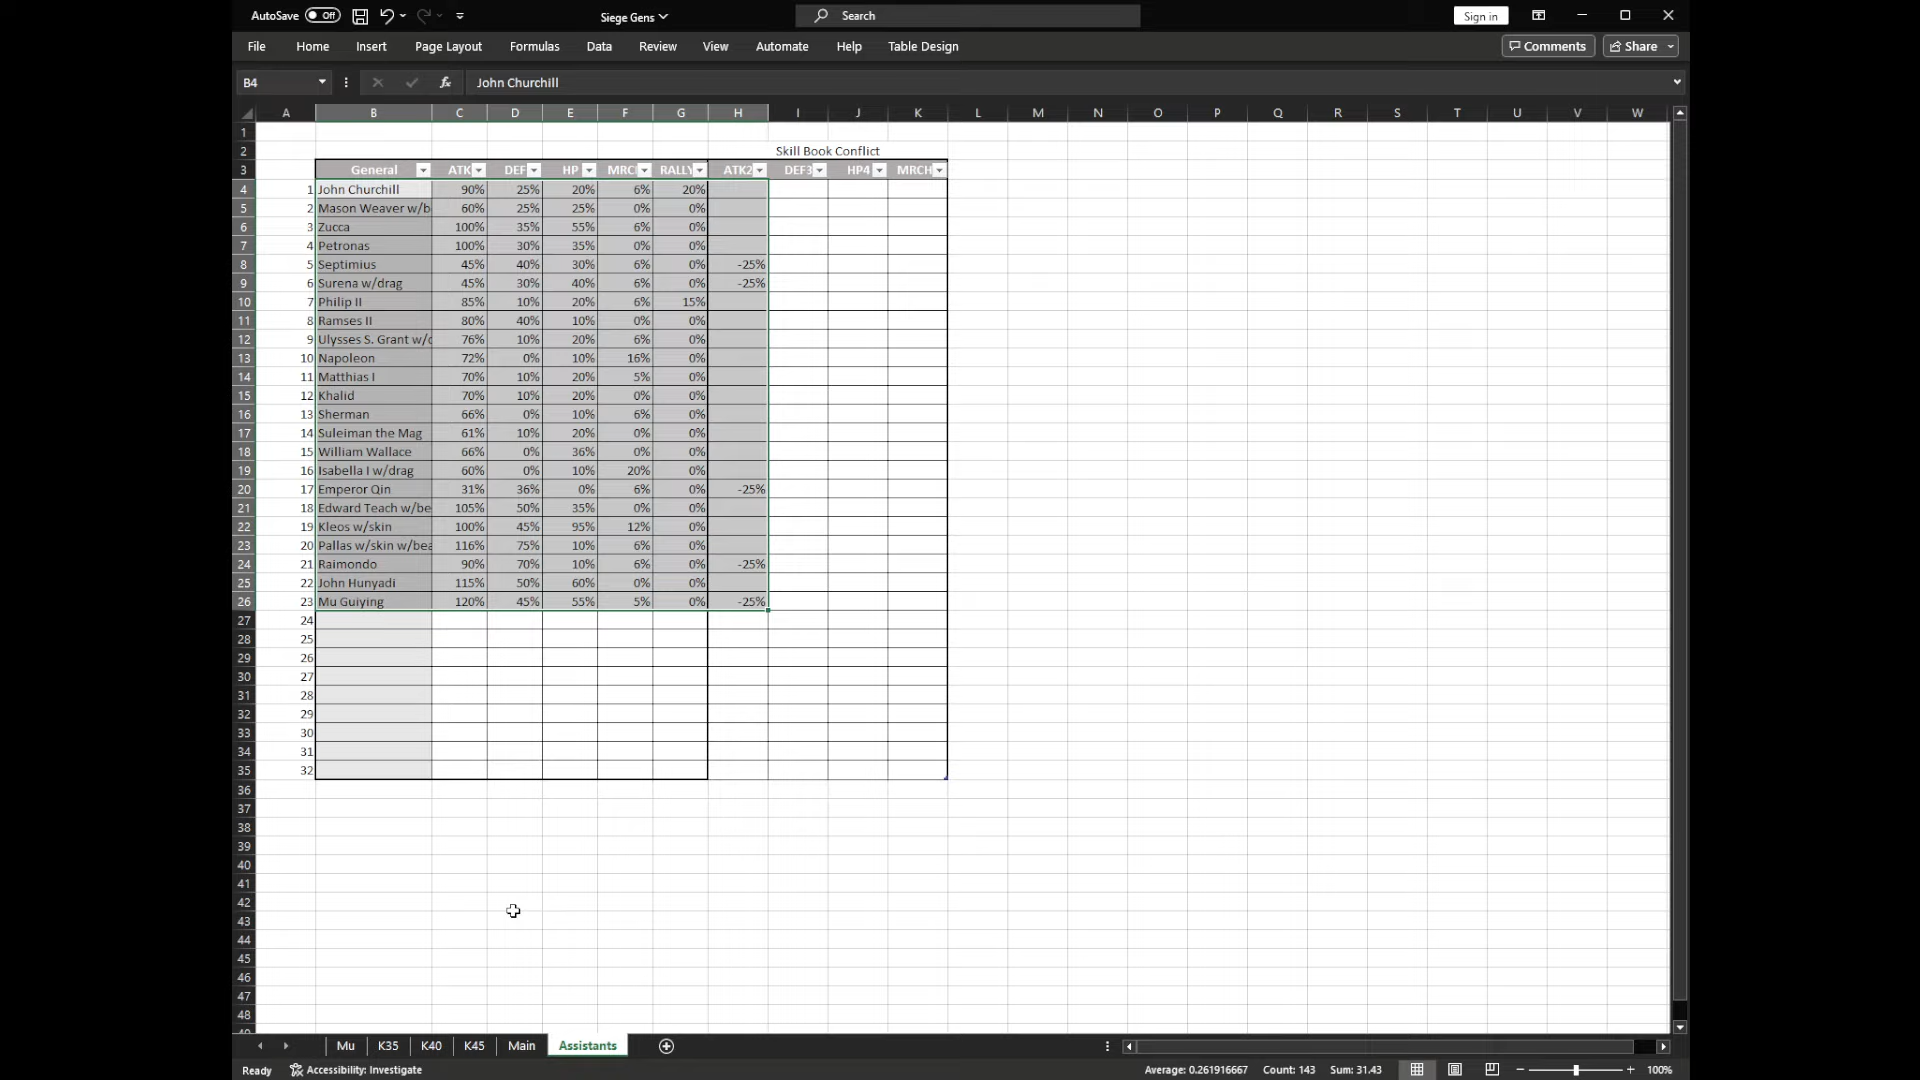 AutoSave Off Siege Gens Search Sign in
File Home Insert Page Layout Formulas Data Review View Automate Help Table Design Comments Share
B4 fx John Churchill
A B C D E F G H I J K L M N O P Q R S T U V W
1
2 Skill Book Conflict
3 General ATK DEF HP MRC RALLY ATK2 DEF3 HP4 MRCH
4 1 John Churchill 90% 25% 20% 6% 20%
5 2 Mason Weaver w/b 60% 25% 25% 0% 0%
6 3 Zucca 100% 35% 55% 6% 0%
7 4 Petronas 100% 30% 35% 0% 0%
8 5 Septimius 45% 40% 30% 6% 0% -25%
9 6 Surena w/drag 45% 30% 40% 6% 0% -25%
10 7 Philip II 85% 10% 20% 6% 15%
11 8 Ramses II 80% 40% 10% 0% 0%
12 9 Ulysses S. Grant w/d 76% 10% 20% 6% 0%
13 10 Napoleon 72% 0% 10% 16% 0%
14 11 Matthias I 70% 10% 20% 5% 0%
15 12 Khalid 70% 10% 20% 0% 0%
16 13 Sherman 66% 0% 10% 6% 0%
17 14 Suleiman the Mag 61% 10% 20% 0% 0%
18 15 William Wallace 66% 0% 36% 0% 0%
19 16 Isabella I w/drag 60% 0% 10% 20% 0%
20 17 Emperor Qin 31% 36% 0% 6% 0% -25%
21 18 Edward Teach w/be 105% 50% 35% 0% 0%
22 19 Kleos w/skin 100% 45% 95% 12% 0%
23 20 Pallas w/skin w/bea 116% 75% 10% 6% 0%
24 21 Raimondo 90% 70% 10% 6% 0% -25%
25 22 John Hunyadi 115% 50% 60% 0% 0%
26 23 Mu Guiying 120% 45% 55% 5% 0% -25%
27 24
28 25
29 26
30 27
31 28
32 29
33 30
34 31
35 32
36
37
38
39
40
41
42
43
44
45
46
47
48
Mu K35 K40 K45 Main Assistants
Ready Accessibility: Investigate Average: 0.261916667 Count: 143 Sum: 31.43 100%